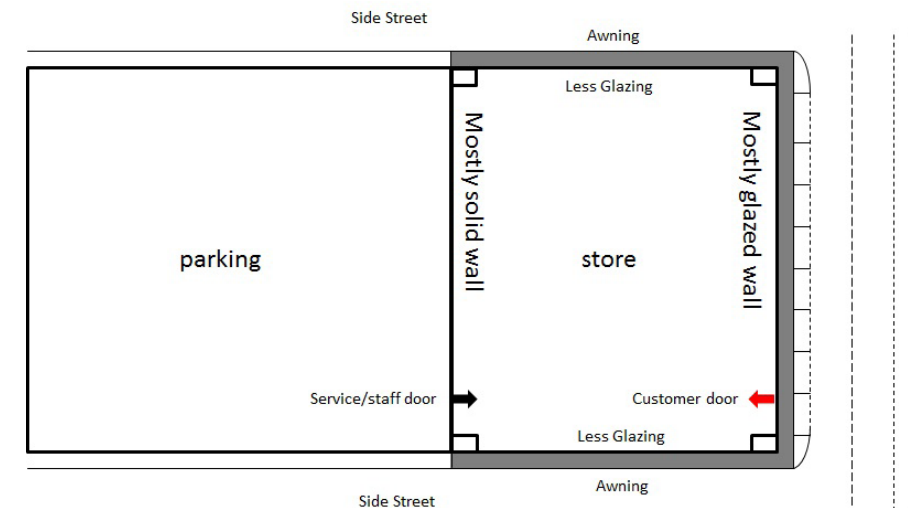 Side Street
Awning
Less Glazing
Mostly solid wall
Mostly glazed wall
parking
store
Service/staff door
Customer door
Less Glazing
Awning
Side Street